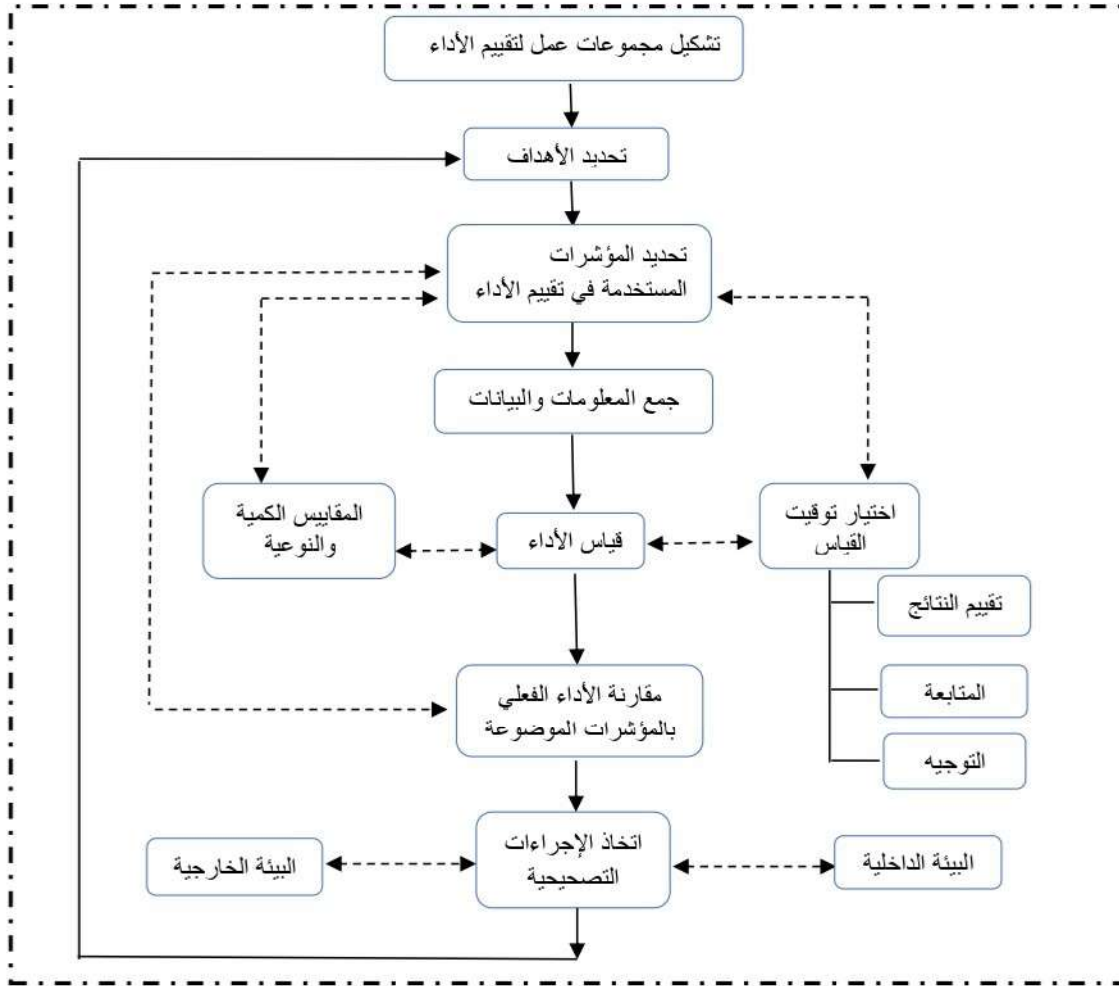 تشكيل مجموعات عمل لتقييم الأداء
تحديد الأهداف
تحديد المؤشرات
المستخدمة في تقييم الأداء
جمع المعلومات والبيانات
اختيار توقيت
القياس
قياس الأداء
المقاييس الكمية
والنوعية
تقييم النتائج
المتابعة
التوجيه
مقارنة الأداء الفعلي
بالمؤشرات الموضوعة
البيئة الداخلية
اتخاذ الإجراءات
التصحيحية
البيئة الخارجية